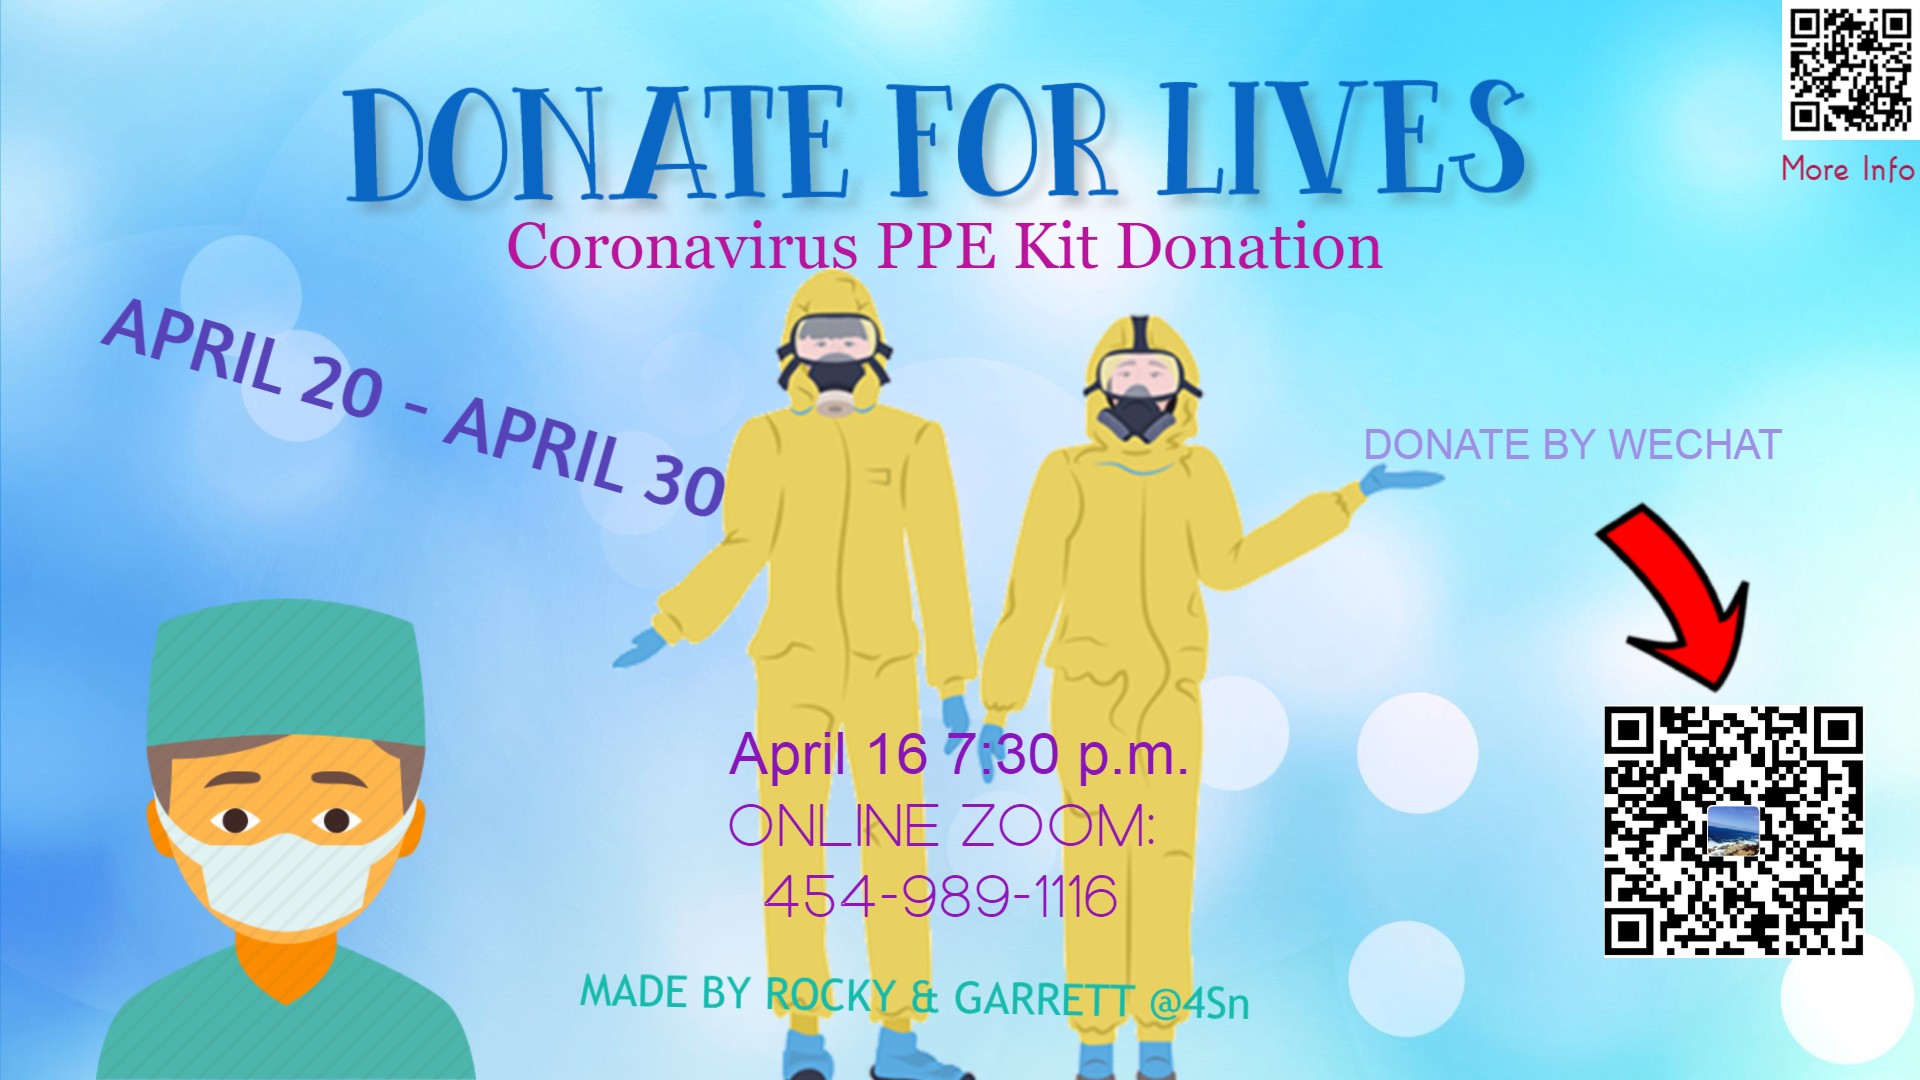 DONATE FOR LIVES
More Info
Coronavirus PPE Kit Donation
APRIL 20 - APRIL 30
DONATE BY WECHAT
April 16 7:30 p.m.
ONLINE ZOOM:
454-989-1116
MADE BY ROCKY & GARRETT @4Sn